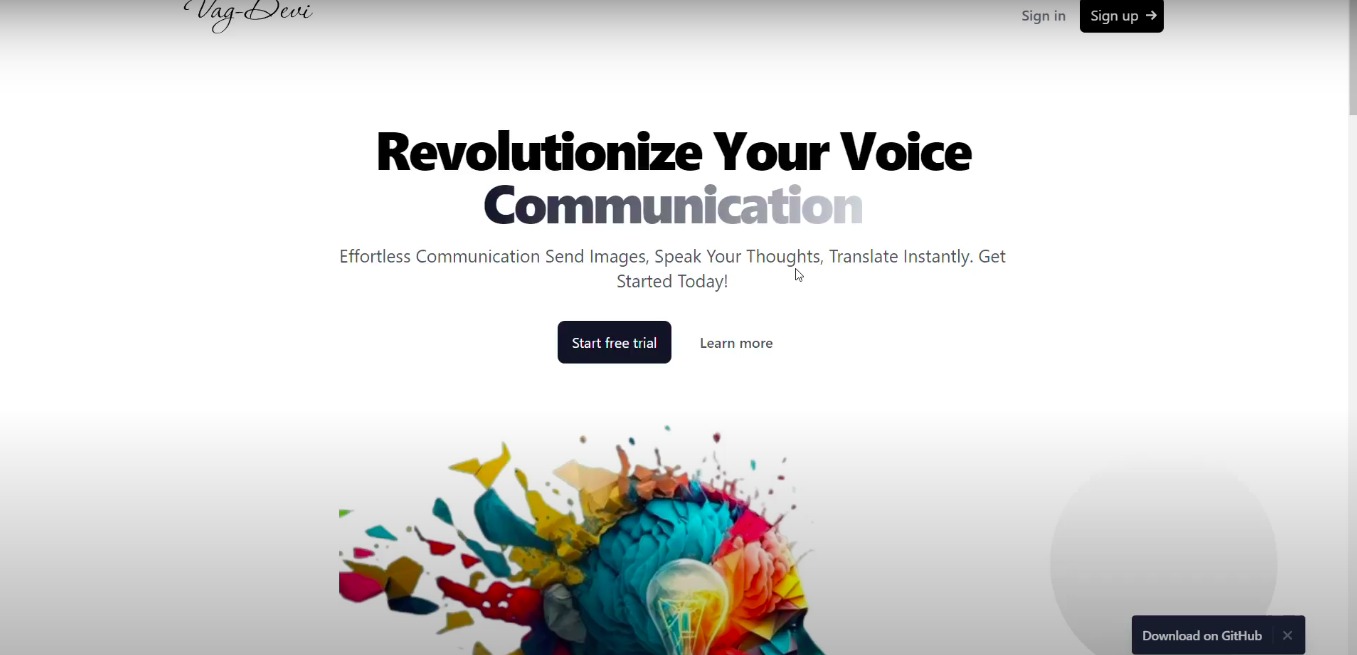 Vag-Devi
Sign in
Sign up →
Revolutionize Your Voice
Communication
Effortless Communication Send Images, Speak Your Thoughts, Translate Instantly. Get
Started Today!
Start free trial
Learn more
Download on GitHub